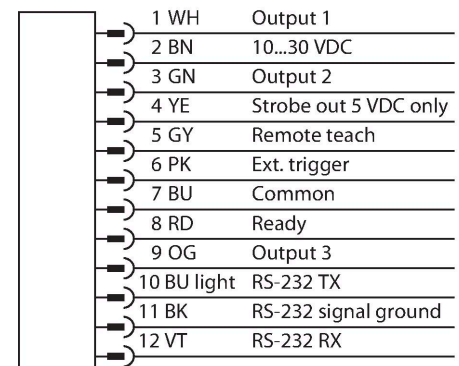 1 WH Output 1
2 BN 10...30 VDC
3 GN Output 2
4 YE Strobe out 5 VDC only
5 GY Remote teach
6 PK Ext. trigger
7 BU Common
8 RD Ready
9 OG Output 3
10 BU light RS-232 TX
11 BK RS-232 signal ground
12 VT RS-232 RX